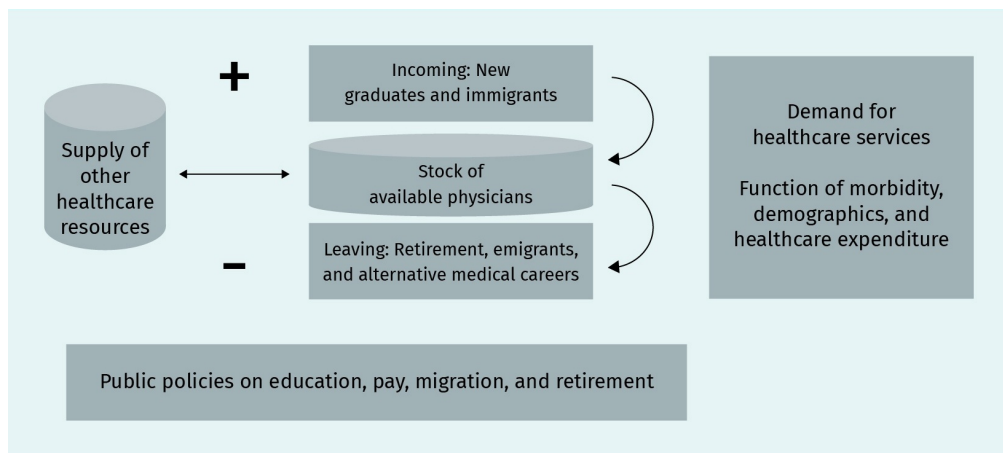 +
Incoming: New
graduates and immigrants
Supply of
other
healthcare
resources
Stock of
available physicians
–
Leaving: Retirement, emigrants,
and alternative medical careers
Demand for
healthcare services
Function of morbidity,
demographics, and
healthcare expenditure
Public policies on education, pay, migration, and retirement